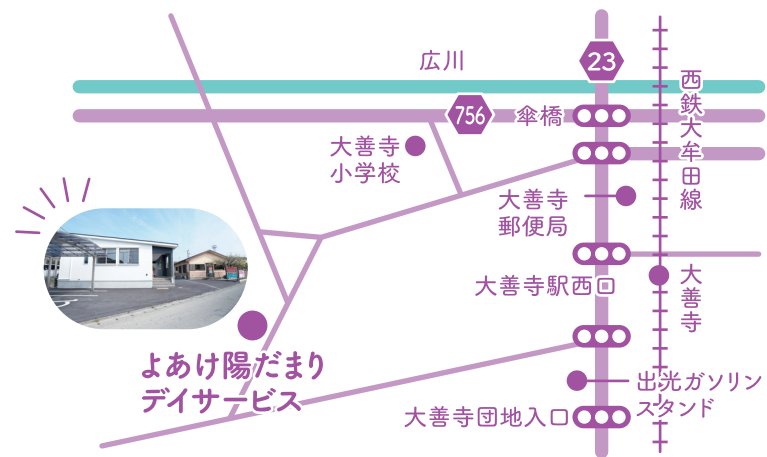 広川
23
756
傘橋
西鉄大牟田線
大善寺
小学校
大善寺
郵便局
大善寺駅西口
大善寺
よあけ陽だまり
デイサービス
出光ガソリン
スタンド
大善寺団地入口